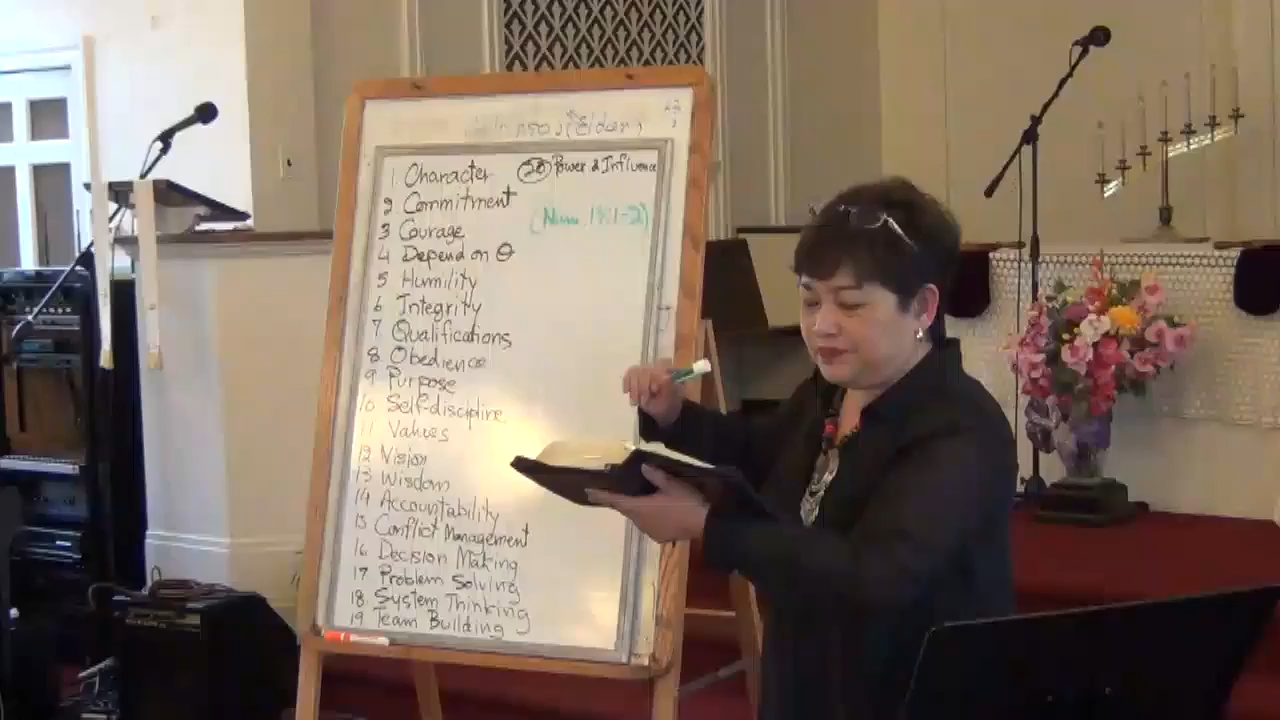 (Elder)
1. Character
20 Power & Influence
2. Commitment
3 Courage
4 Depend on Θ
5 Humility
6 Integrity
7 Qualifications
8 Obedience
9 Purpose
10 Self-discipline
11 Values
12 Vision
13 Wisdom
14 Accountability
15 Conflict Management
16 Decision Making
17 Problem Solving
18. System Thinking
19 Team Building